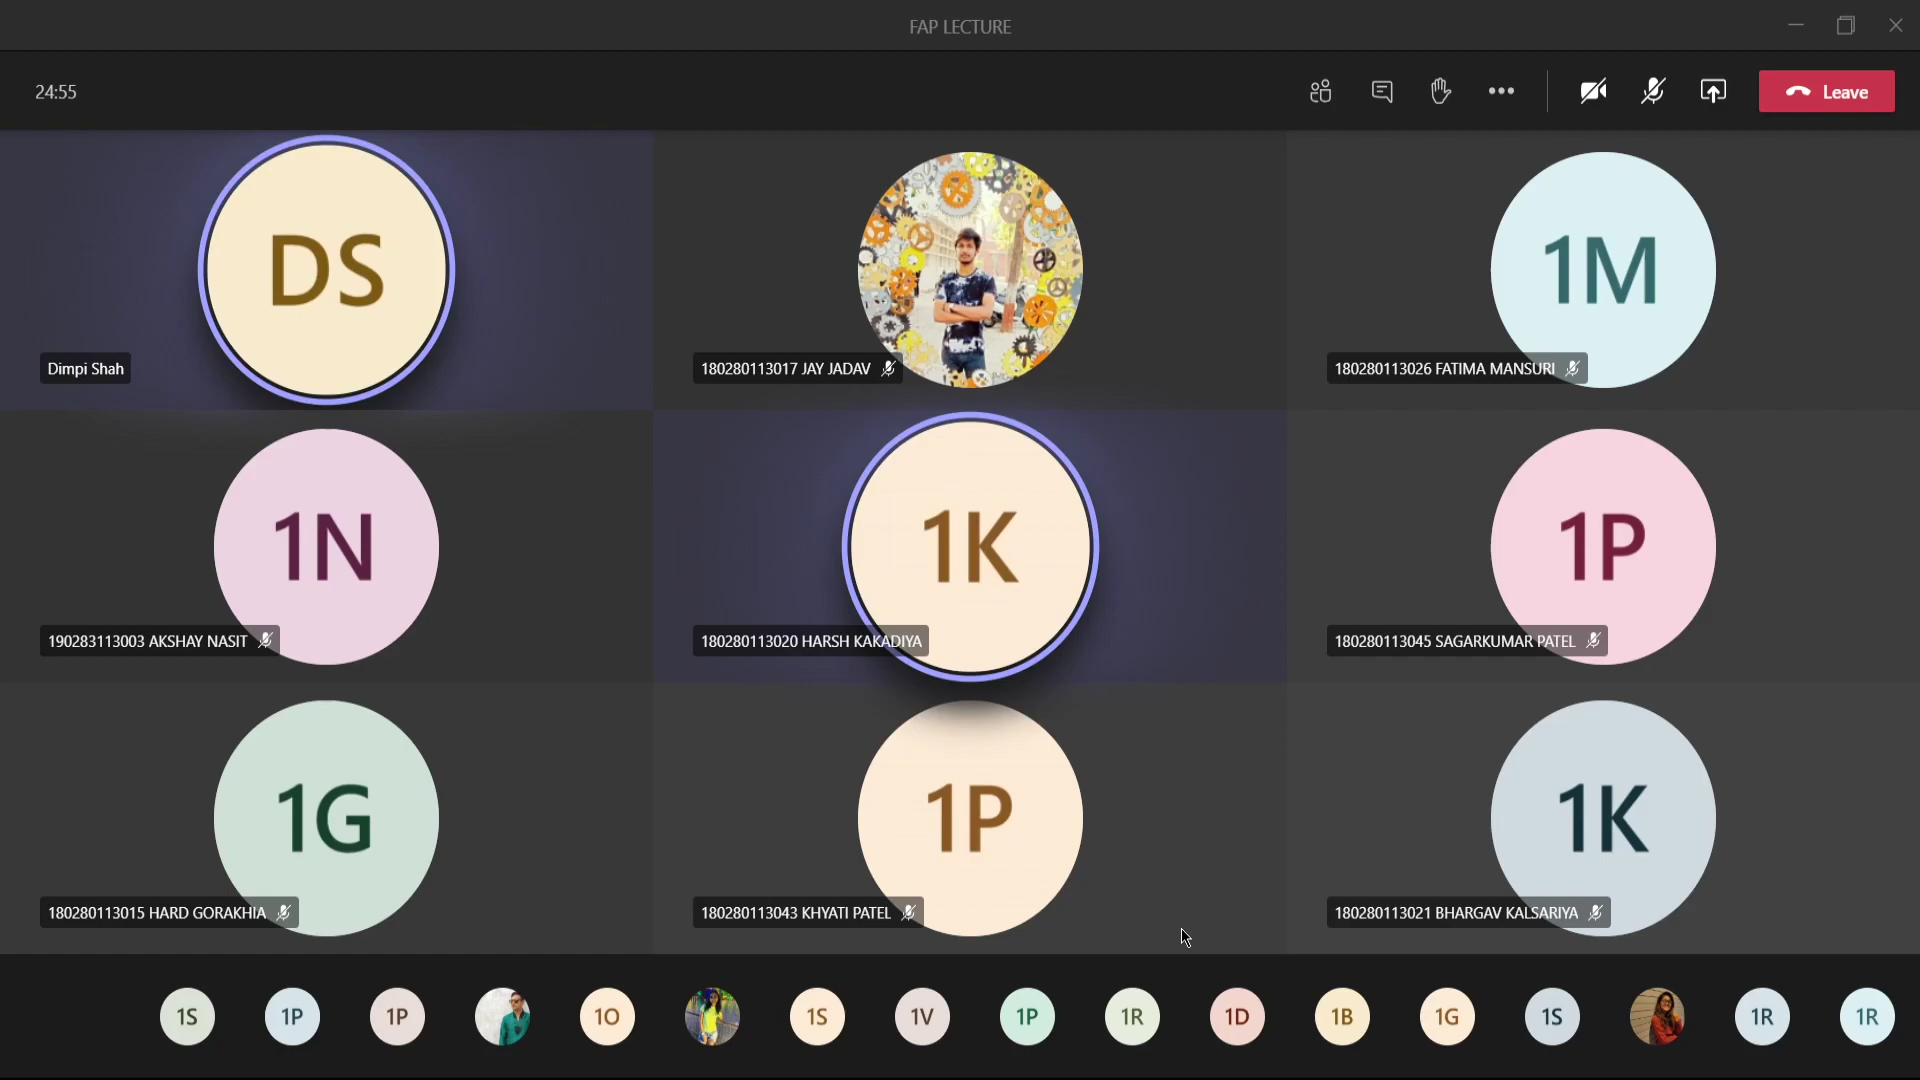 FAP LECTURE
24:55
Leave
DS
Dimpi Shah
180280113017 JAY JADAV
1M
180280113026 FATIMA MANSURI
1N
190283113003 AKSHAY NASIT
1K
180280113020 HARSH KAKADIYA
1P
180280113045 SAGARKUMAR PATEL
1G
180280113015 HARD GORAKHIA
1P
180280113043 KHYATI PATEL
1K
180280113021 BHARGAV KALSARIYA
1S 1P 1P 1O 1S 1V 1P 1R 1D 1B 1G 1S 1R 1R